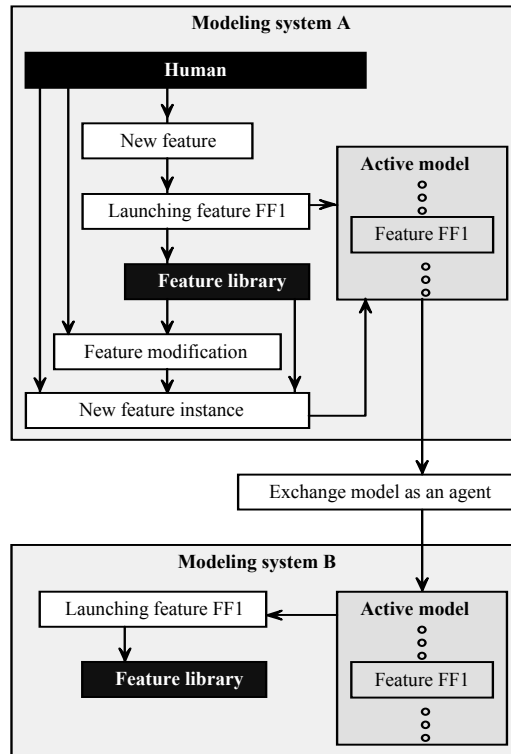 Modeling system A
Human
New feature
Active model
Launching feature FF1
Feature FF1
Feature library
Feature modification
New feature instance
Exchange model as an agent
Modeling system B
Launching feature FF1
Active model
Feature library
Feature FF1